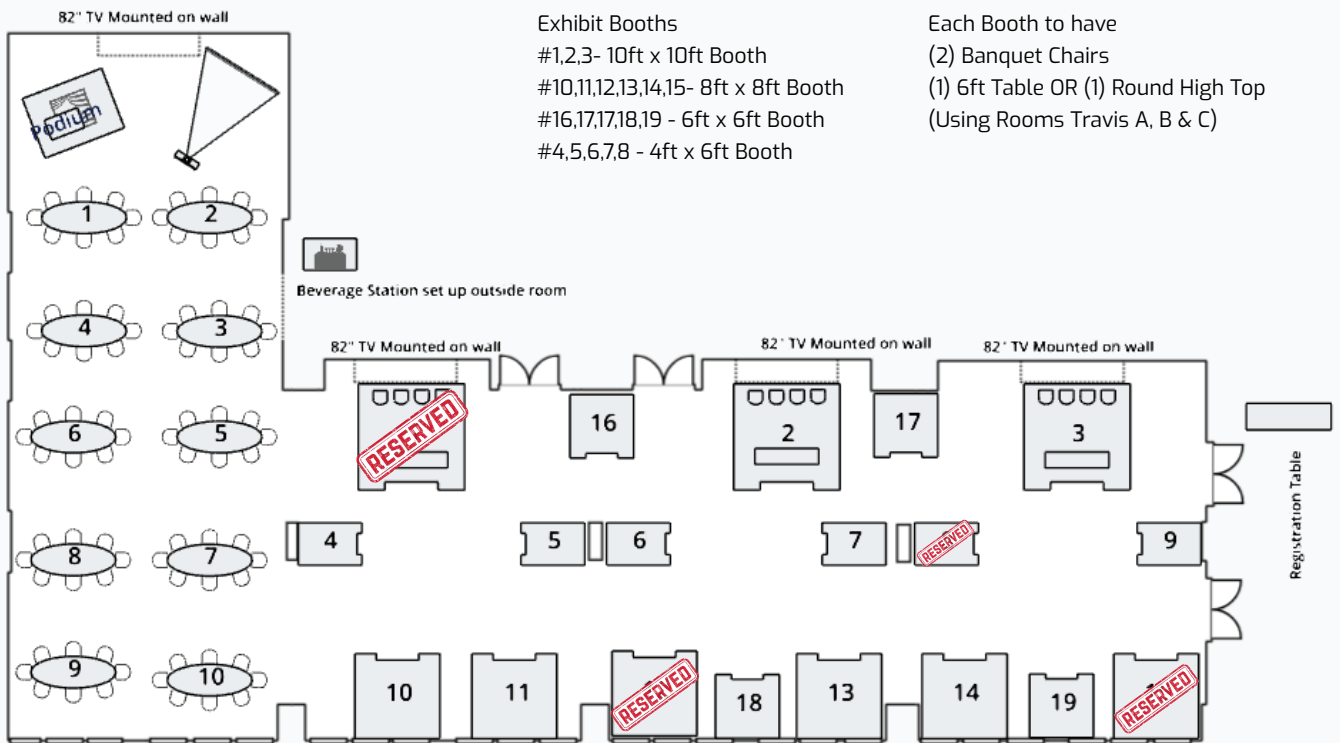 82" TV Mounted on wall
Exhibit Booths
#1,2,3- 10ft x 10ft Booth
#10,11,12,13,14,15- 8ft x 8ft Booth
#16,17,17,18,19 - 6ft x 6ft Booth
#4,5,6,7,8 - 4ft x 6ft Booth
Each Booth to have
(2) Banquet Chairs
(1) 6ft Table OR (1) Round High Top
(Using Rooms Travis A, B & C)
Podium
1
2
4
3
6
5
8
7
9
10
Beverage Station set up outside room
82" TV Mounted on wall
82" TV Mounted on wall
82" TV Mounted on wall
RESERVED
16
2
17
3
Registration Table
4
5
6
7
RESERVED
9
10
11
RESERVED
18
13
14
19
RESERVED